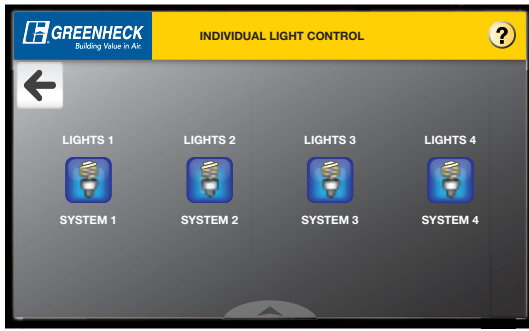 GREENHECK
Building Value in Air.
INDIVIDUAL LIGHT CONTROL
?
LIGHTS 1
LIGHTS 2
LIGHTS 3
LIGHTS 4
SYSTEM 1
SYSTEM 2
SYSTEM 3
SYSTEM 4